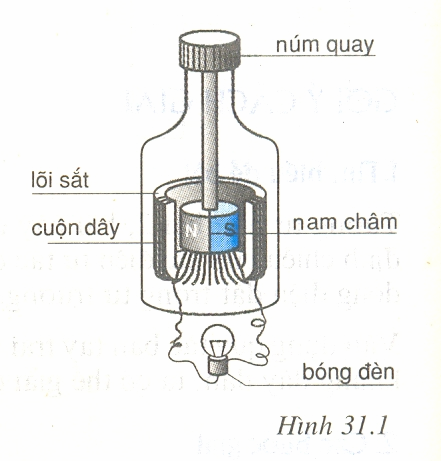 núm quay
lõi sắt
cuộn dây
N
S
nam châm
bóng đèn
Hình 31.1